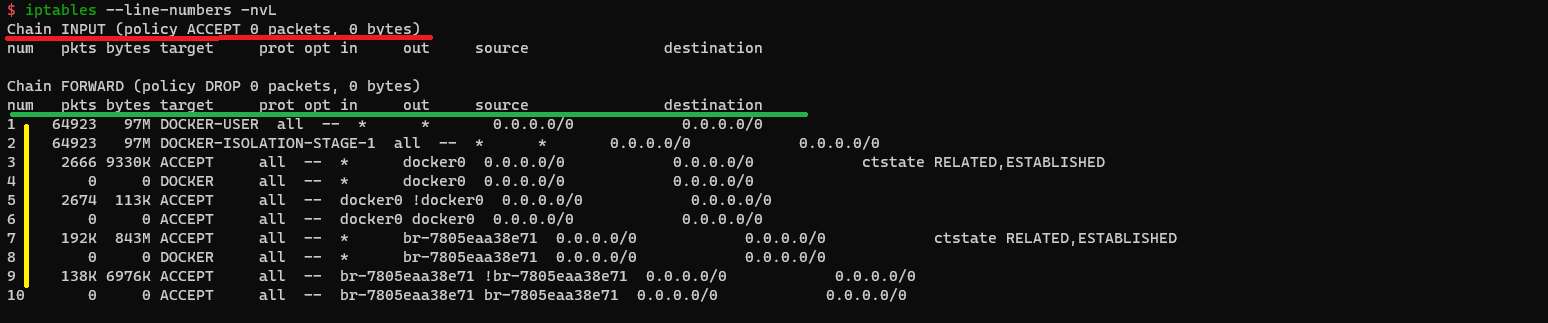 $ iptables --line-numbers -nvL
Chain INPUT (policy ACCEPT 0 packets, 0 bytes)
num   pkts bytes target     prot opt in     out     source               destination

Chain FORWARD (policy DROP 0 packets, 0 bytes)
num   pkts bytes target     prot opt in     out     source               destination
1    64923   97M DOCKER-USER  all  --  *      *       0.0.0.0/0            0.0.0.0/0
2    64923   97M DOCKER-ISOLATION-STAGE-1  all  --  *      *       0.0.0.0/0            0.0.0.0/0
3     2666 9330K ACCEPT     all  --  *      docker0  0.0.0.0/0            0.0.0.0/0            ctstate RELATED,ESTABLISHED
4        0     0 DOCKER     all  --  *      docker0  0.0.0.0/0            0.0.0.0/0
5     2674  113K ACCEPT     all  --  docker0 !docker0  0.0.0.0/0            0.0.0.0/0
6        0     0 ACCEPT     all  --  docker0 docker0  0.0.0.0/0            0.0.0.0/0
7     192K  843M ACCEPT     all  --  *      br-7805eaa38e71  0.0.0.0/0            0.0.0.0/0            ctstate RELATED,ESTABLISHED
8        0     0 DOCKER     all  --  *      br-7805eaa38e71  0.0.0.0/0            0.0.0.0/0
9     138K 6976K ACCEPT     all  --  br-7805eaa38e71 !br-7805eaa38e71  0.0.0.0/0            0.0.0.0/0
10       0     0 ACCEPT     all  --  br-7805eaa38e71 br-7805eaa38e71  0.0.0.0/0            0.0.0.0/0